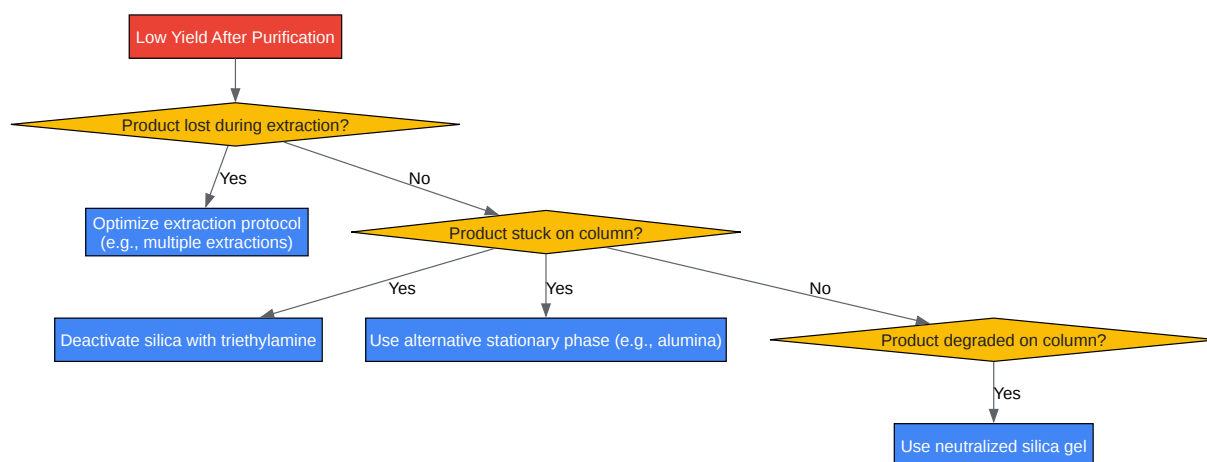 Low Yield After Purification
Product lost during extraction?
Yes
No
Optimize extraction protocol
(e.g., multiple extractions)
Product stuck on column?
Yes
Yes
No
Deactivate silica with triethylamine
Use alternative stationary phase (e.g., alumina)
Product degraded on column?
Yes
Use neutralized silica gel